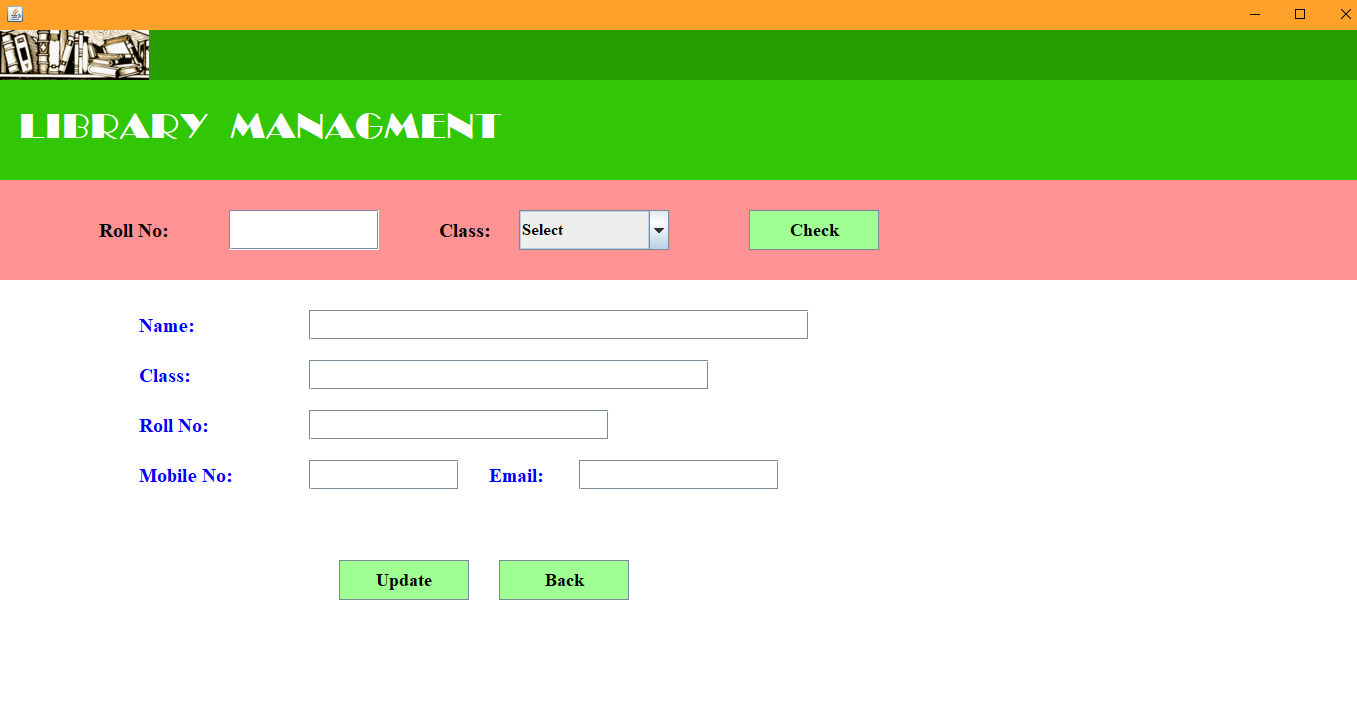 LIBRARY MANAGMENT
Roll No: Class: Select Check
Name:
Class:
Roll No:
Mobile No: Email:
Update Back